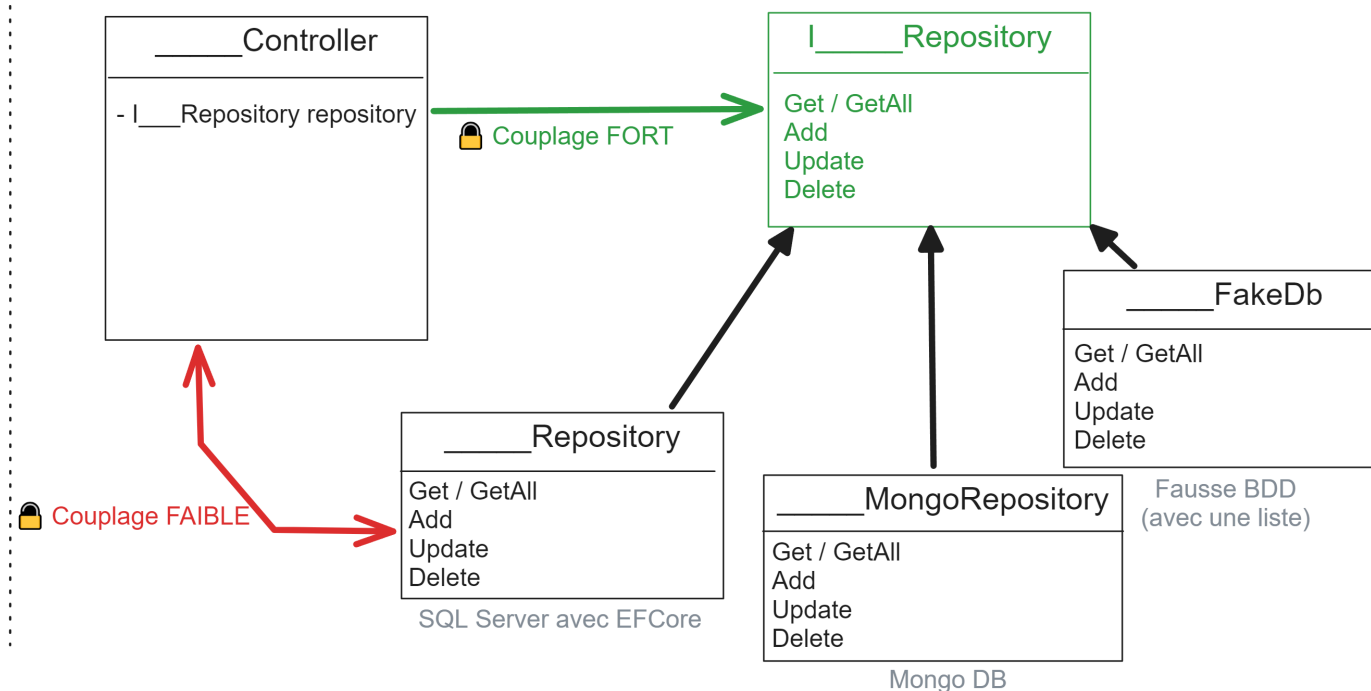 _____Controller
- I___Repository repository
Couplage FORT
I_____Repository
Get / GetAll
Add
Update
Delete
Couplage FAIBLE
_____Repository
Get / GetAll
Add
Update
Delete
SQL Server avec EFCore
_____MongoRepository
Get / GetAll
Add
Update
Delete
Mongo DB
_____FakeDb
Get / GetAll
Add
Update
Delete
Fausse BDD
(avec une liste)